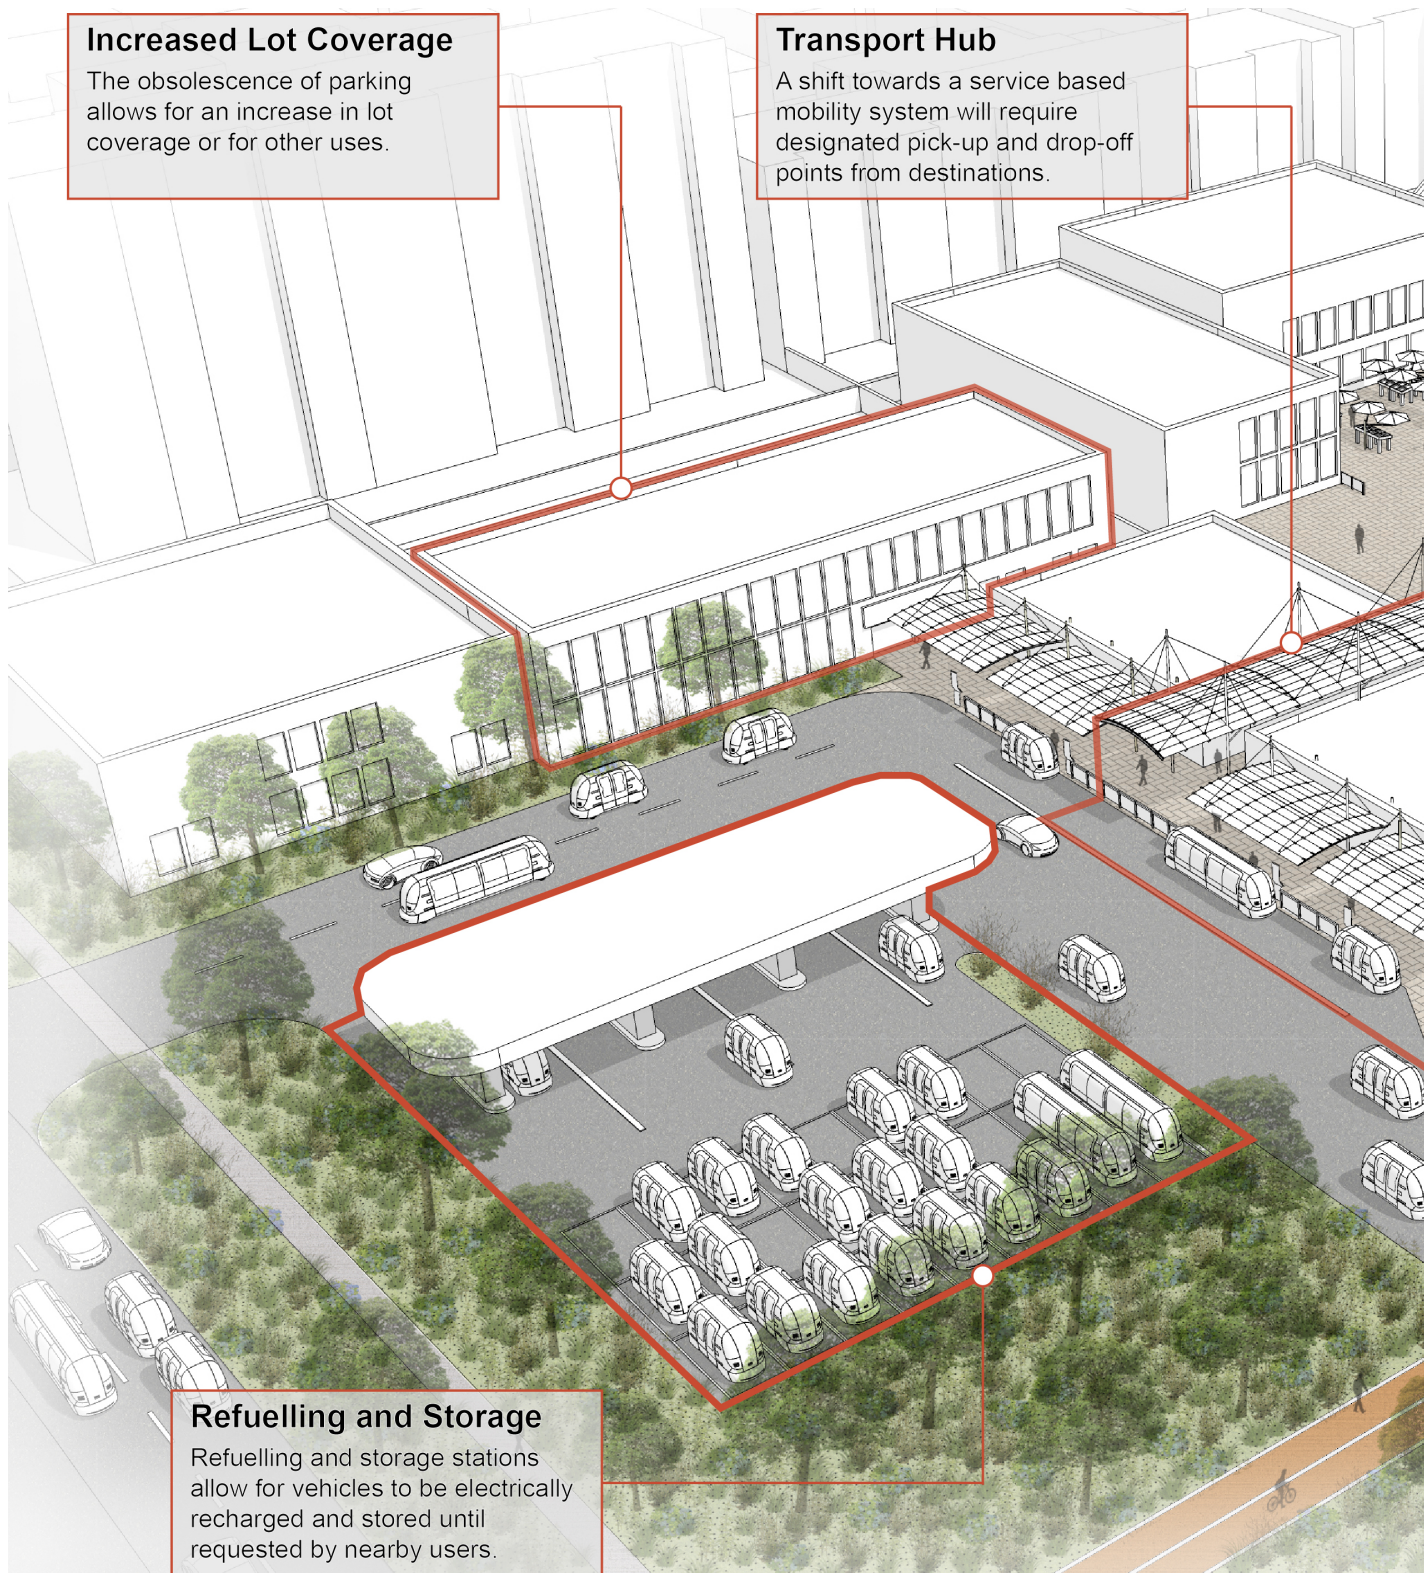 Increased Lot Coverage
The obsolescence of parking
allows for an increase in lot
coverage or for other uses.
Transport Hub
A shift towards a service based
mobility system will require
designated pick-up and drop-off
points from destinations.
Refuelling and Storage
Refuelling and storage stations
allow for vehicles to be electrically
recharged and stored until
requested by nearby users.